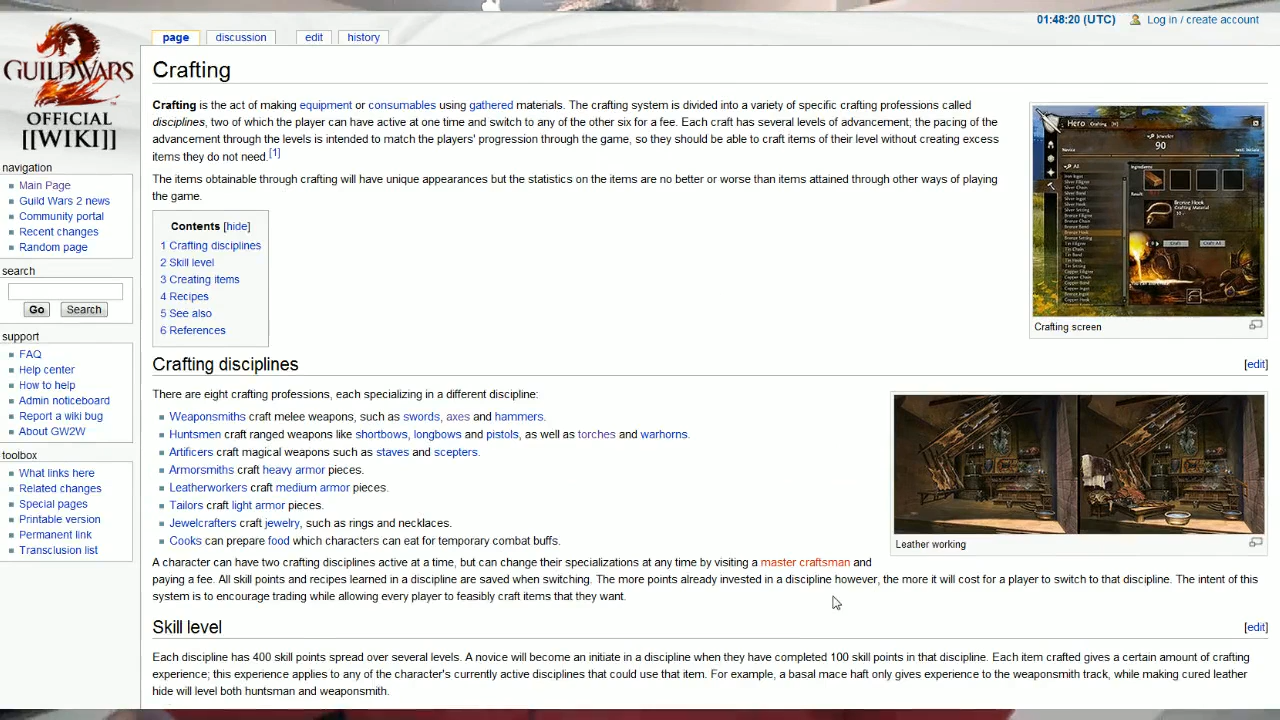 01:48:20 (UTC) Log in / create account
page discussion edit history
GUILDWARS
OFFICIAL
[[WIKI]]
navigation
Main Page
Guild Wars 2 news
Community portal
Recent changes
Random page
search
Go Search
support
FAQ
Help center
How to help
Admin noticeboard
Report a wiki bug
About GW2W
toolbox
What links here
Related changes
Special pages
Printable version
Permanent link
Transclusion list
Crafting
Crafting is the act of making equipment or consumables using gathered materials. The crafting system is divided into a variety of specific crafting professions called
disciplines, two of which the player can have active at one time and switch to any of the other six for a fee. Each craft has several levels of advancement; the pacing of
advancement through the levels is intended to match the players' progression through the game, so they should be able to craft items of their level without creating excess
items they do not need.[1]
The items obtainable through crafting will have unique appearances but the statistics on the items are no better or worse than items attained through other ways of playing
the game.
Hero Crafting
Jeweler
90
Novice
All
Ingredients
Result
Bronze Hook
Crafting Material
Craft Craft All
Crafting screen
Contents [hide]
1 Crafting disciplines
2 Skill level
3 Creating items
4 Recipes
5 See also
6 References
Crafting disciplines [edit]
There are eight crafting professions, each specializing in a different discipline:
Weaponsmiths craft melee weapons, such as swords, axes and hammers.
Huntsmen craft ranged weapons like shortbows, longbows and pistols, as well as torches and warhorns.
Artificers craft magical weapons such as staves and scepters.
Armorsmiths craft heavy armor pieces.
Leatherworkers craft medium armor pieces.
Tailors craft light armor pieces.
Jewelcrafters craft jewelry, such as rings and necklaces.
Cooks can prepare food which characters can eat for temporary combat buffs.
Leather working
A character can have two crafting disciplines active at a time, but can change their specializations at any time by visiting a master craftsman and
paying a fee. All skill points and recipes learned in a discipline are saved when switching. The more points already invested in a discipline however, the more it will cost for a player to switch to that discipline. The intent of this
system is to encourage trading while allowing every player to feasibly craft items that they want.
Skill level [edit]
Each discipline has 400 skill points spread over several levels. A novice will become an initiate in a discipline when they have completed 100 skill points in that discipline. Each item crafted gives a certain amount of crafting
experience; this experience applies to any of the character's currently active disciplines that could use that item. For example, a basal mace haft only gives experience to the weaponsmith track, while making cured leather
hide will level both huntsman and weaponsmith.